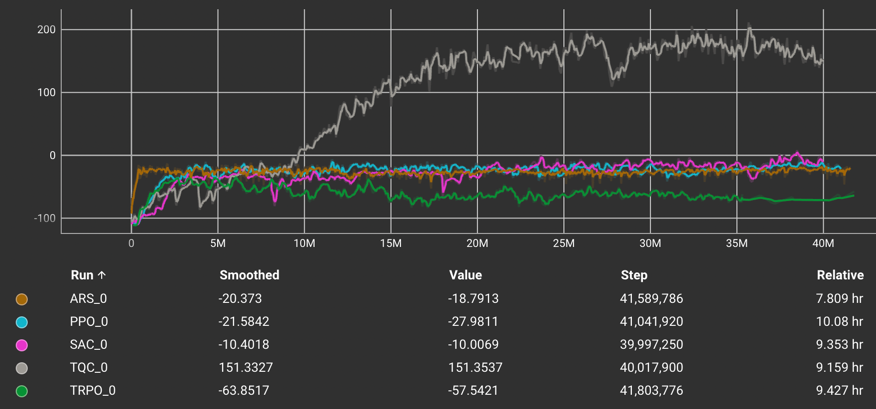 200
100
0
-100
0 5M 10M 15M 20M 25M 30M 35M 40M
Run ↑ Smoothed Value Step Relative
ARS_0 -20.373 -18.7913 41,589,786 7.809 hr
PPO_0 -21.5842 -27.9811 41,041,920 10.08 hr
SAC_0 -10.4018 -10.0069 39,997,250 9.353 hr
TQC_0 151.3327 151.3537 40,017,900 9.159 hr
TRPO_0 -63.8517 -57.5421 41,803,776 9.427 hr